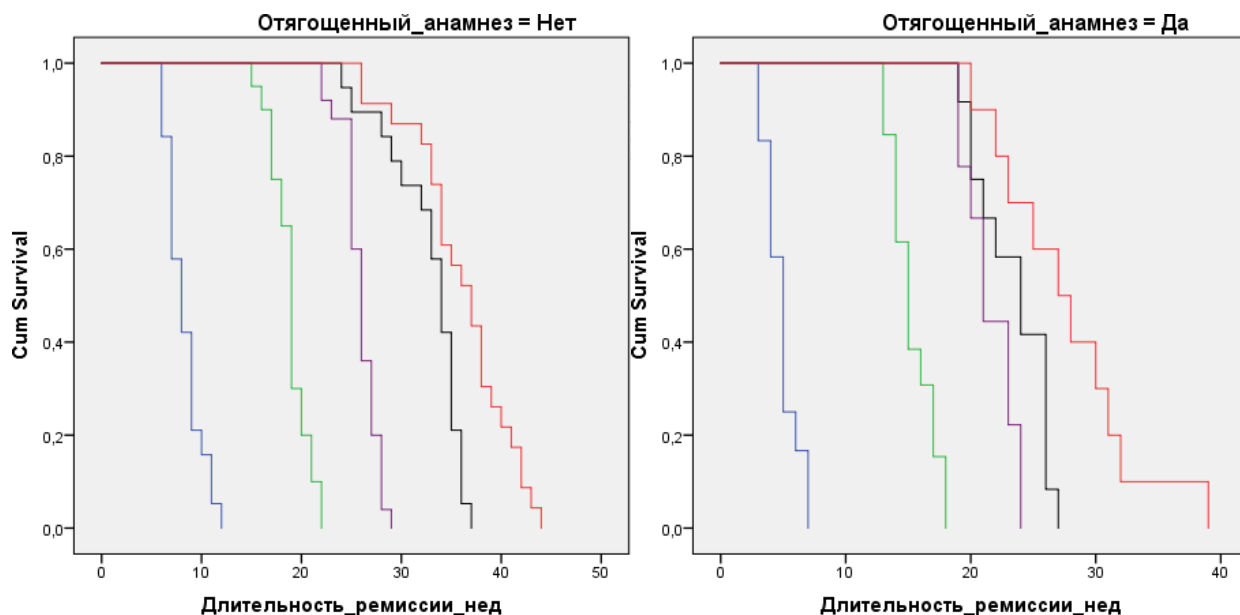 Отягощенный_анамнез = Нет
1,0
0,8
0,6
0,4
0,2
0,0
Cum Survival
0 10 20 30 40 50
Длительность_ремиссии_нед
Отягощенный_анамнез = Да
1,0
0,8
0,6
0,4
0,2
0,0
Cum Survival
0 10 20 30 40
Длительность_ремиссии_нед